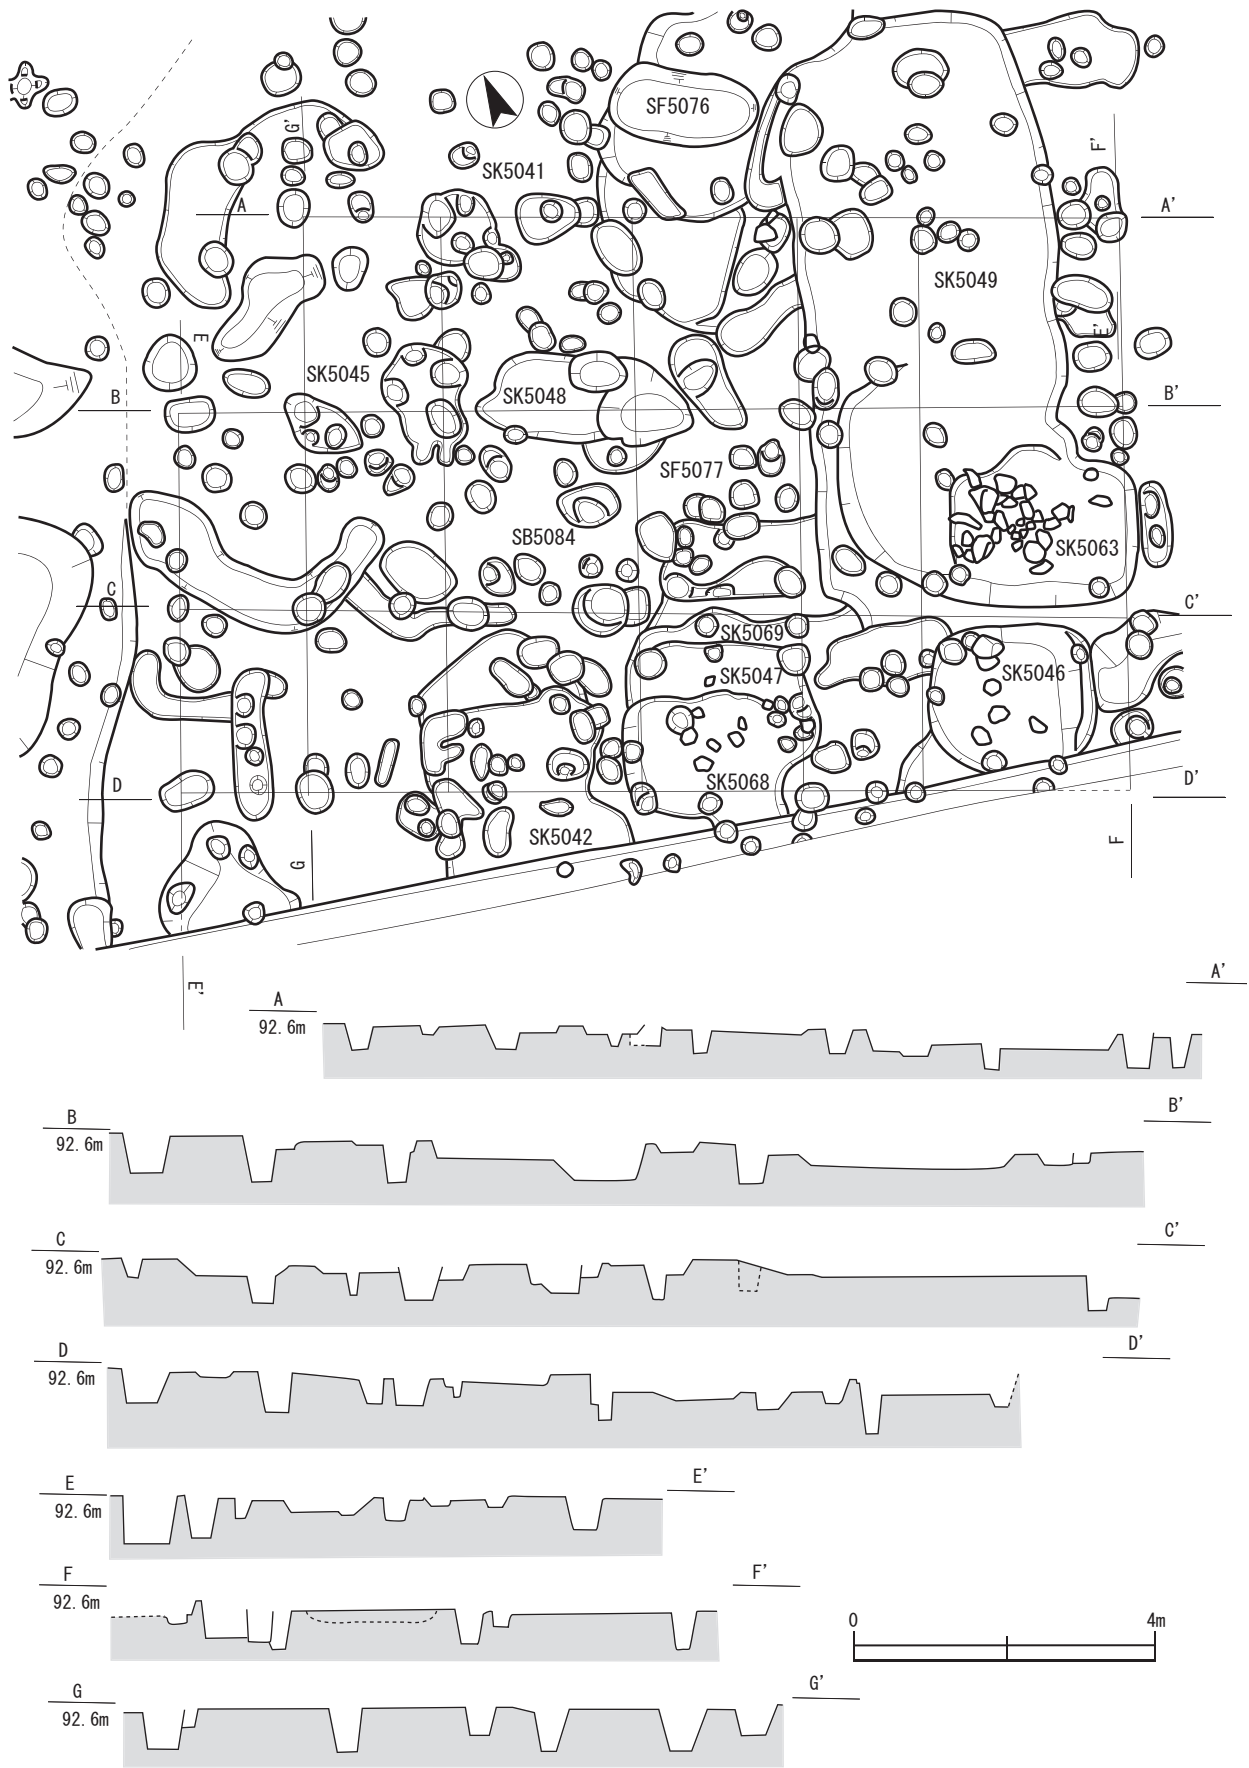 SF5076
G'
SK5041
F'
A
A'
SK5049
E
E'
SK5045
SK5048
B
B'
SF5077
SB5084
SK5063
C
C'
SK5069
SK5047
SK5046
SK5068
D
D'
SK5042
G
F
E'
A
A'
92.6m
B
B'
92.6m
C
C'
92.6m
D
D'
92.6m
E
E'
92.6m
F
F'
92.6m
0
4m
G
G'
92.6m